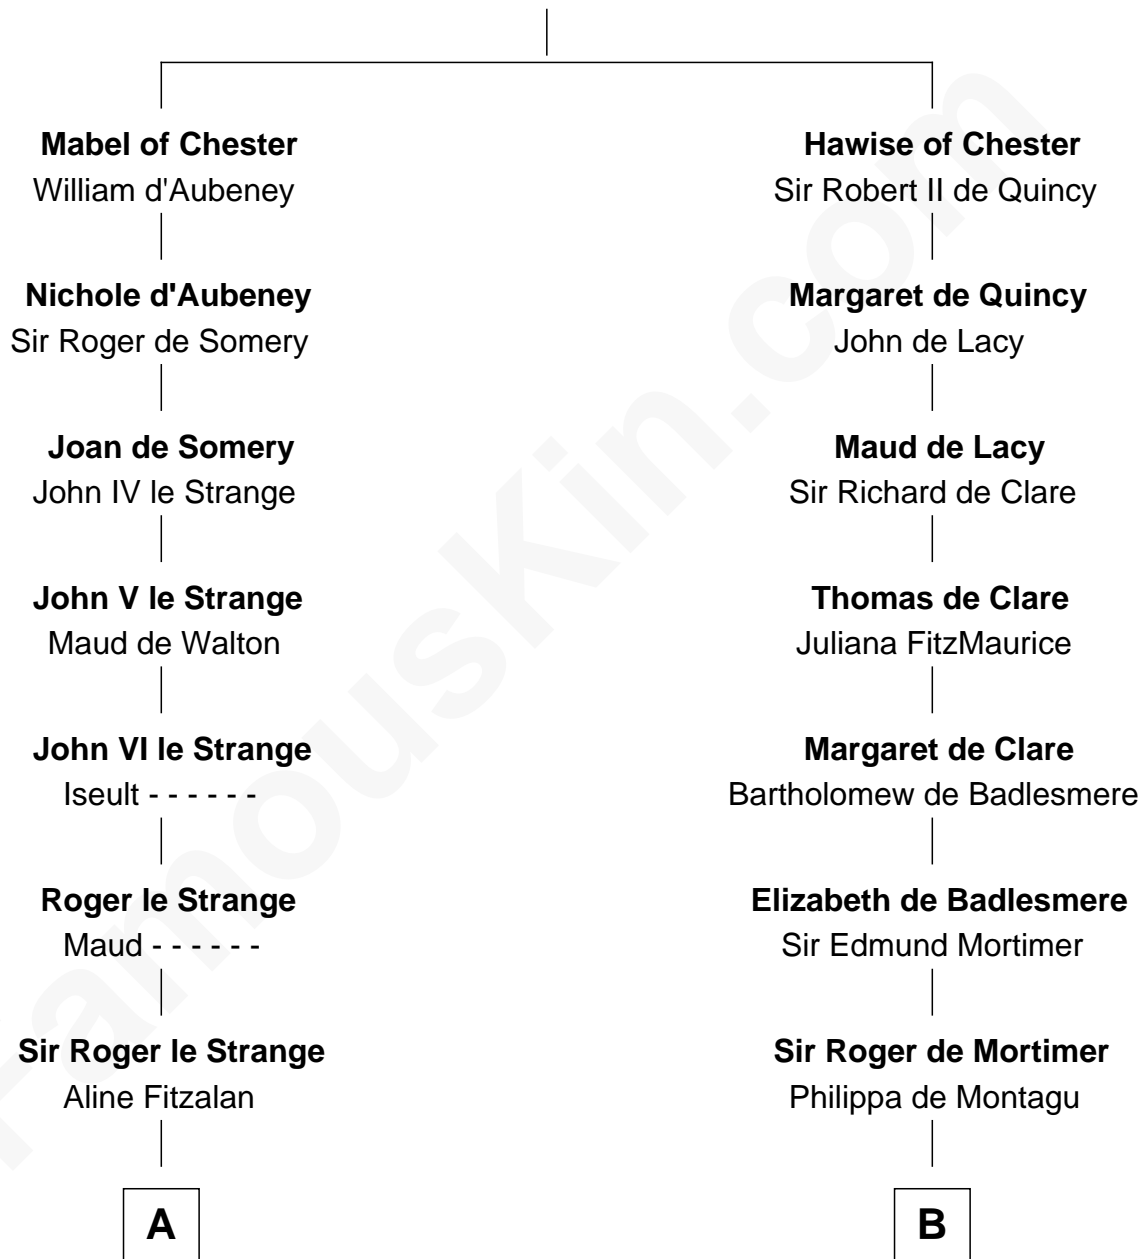 Mabel of Chester
William d'Aubeney
Hawise of Chester
Sir Robert II de Quincy
Nichole d'Aubeney
Sir Roger de Somery
Margaret de Quincy
John de Lacy
Joan de Somery
John IV le Strange
Maud de Lacy
Sir Richard de Clare
John V le Strange
Maud de Walton
Thomas de Clare
Juliana FitzMaurice
John VI le Strange
Iseult - - - - - -
Margaret de Clare
Bartholomew de Badlesmere
Roger le Strange
Maud - - - - - -
Elizabeth de Badlesmere
Sir Edmund Mortimer
Sir Roger le Strange
Aline Fitzalan
Sir Roger de Mortimer
Philippa de Montagu
A
B
FamousKin.com